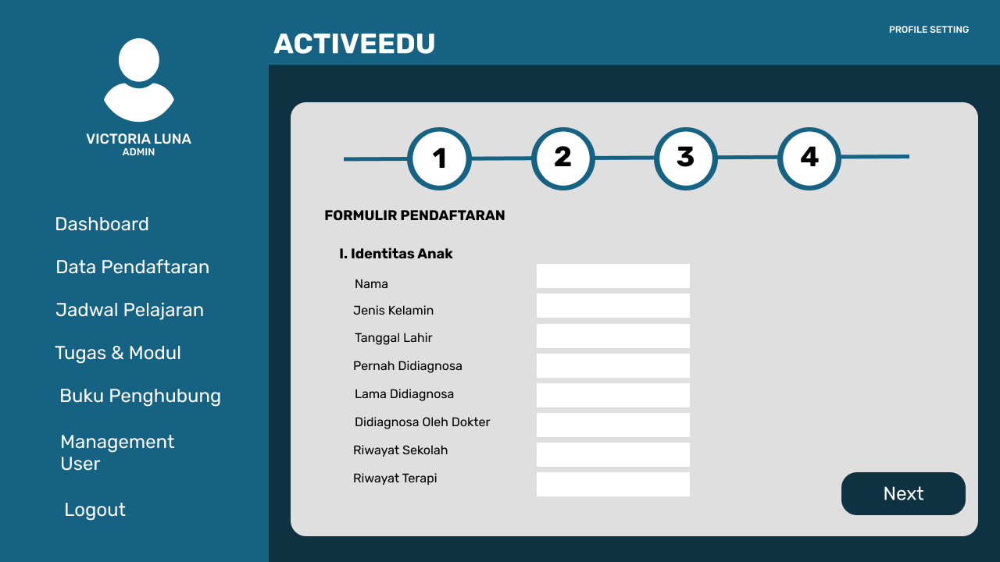 ACTIVEEDU
PROFILE SETTING
VICTORIA LUNA
ADMIN
Dashboard
Data Pendaftaran
Jadwal Pelajaran
Tugas & Modul
Buku Penghubung
Management
User
Logout
1 2 3 4
FORMULIR PENDAFTARAN
I. Identitas Anak
Nama
Jenis Kelamin
Tanggal Lahir
Pernah Didiagnosa
Lama Didiagnosa
Didiagnosa Oleh Dokter
Riwayat Sekolah
Riwayat Terapi
Next